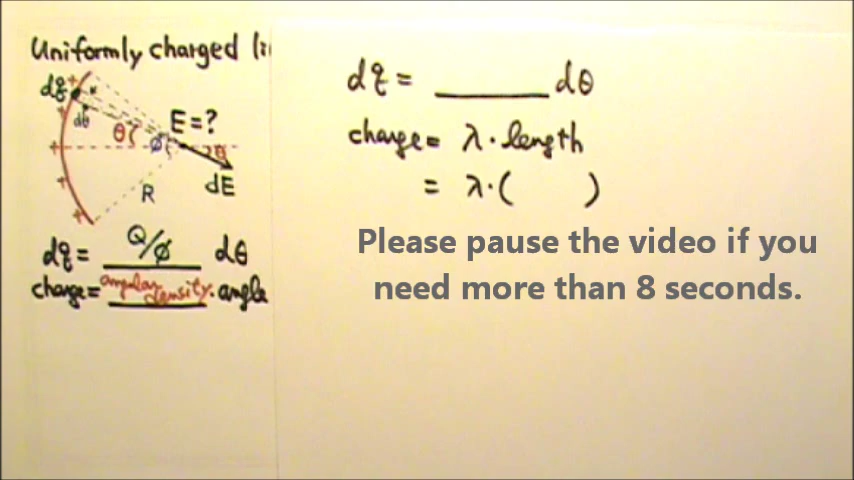 Uniformly charged
dq
dθ
θ
ϕ
E = ?
θ
dE
R
dq = Q/ϕ dθ
charge = angular density · angle
dq = ______ dθ
charge = λ · length
= λ · (    )
Please pause the video if you
need more than 8 seconds.